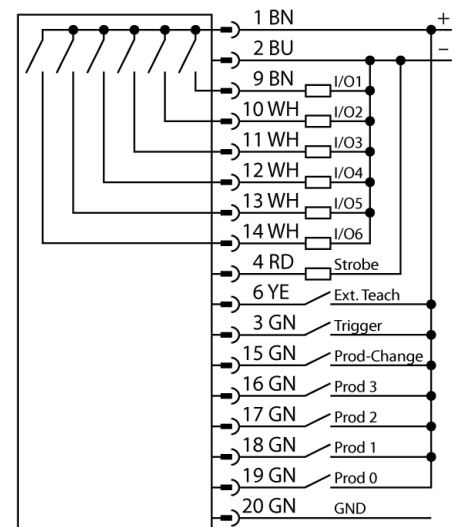 1 BN +
2 BU −
9 BN I/O1
10 WH I/O2
11 WH I/O3
12 WH I/O4
13 WH I/O5
14 WH I/O6
4 RD Strobe
6 YE Ext. Teach
3 GN Trigger
15 GN Prod-Change
16 GN Prod 3
17 GN Prod 2
18 GN Prod 1
19 GN Prod 0
20 GN GND